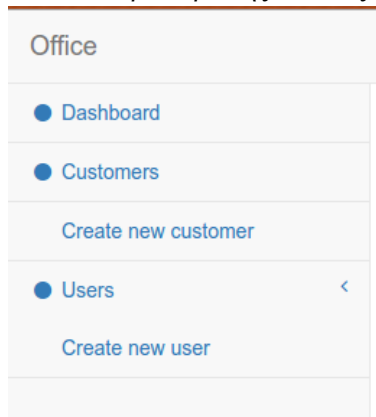 Office
Dashboard
Customers
Create new customer
Users
Create new user